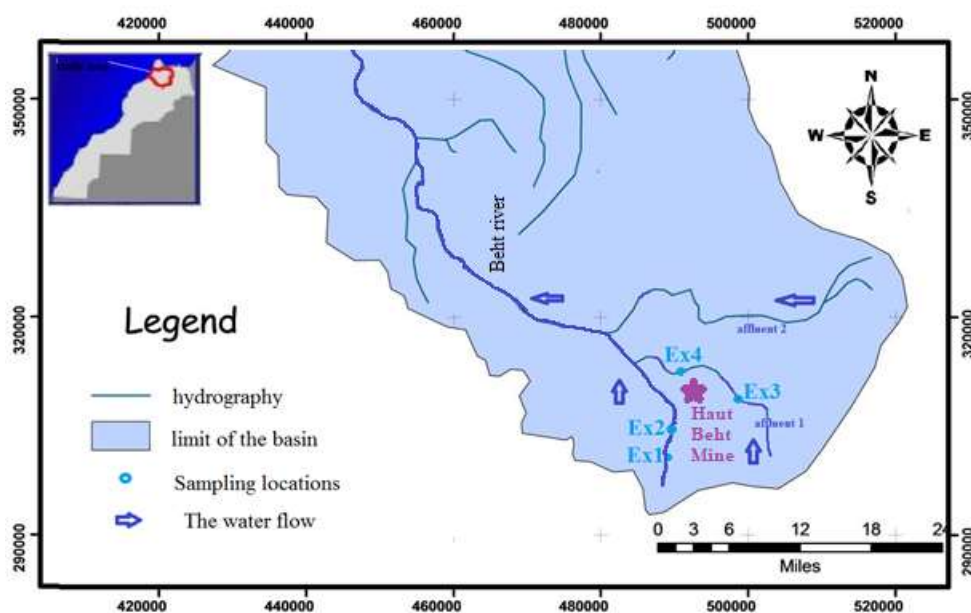 420000 440000 460000 480000 500000 520000
350000
350000
N
W E
S
Beht river
Legend
hydrography
limit of the basin
Sampling locations
The water flow
320000
320000
affluent 2
Ex4
Ex3
Haut
Beht
Mine
affluent 1
Ex2
Ex1
0 3 6 12 18 24
Miles
290000
290000
420000 440000 460000 480000 500000 520000